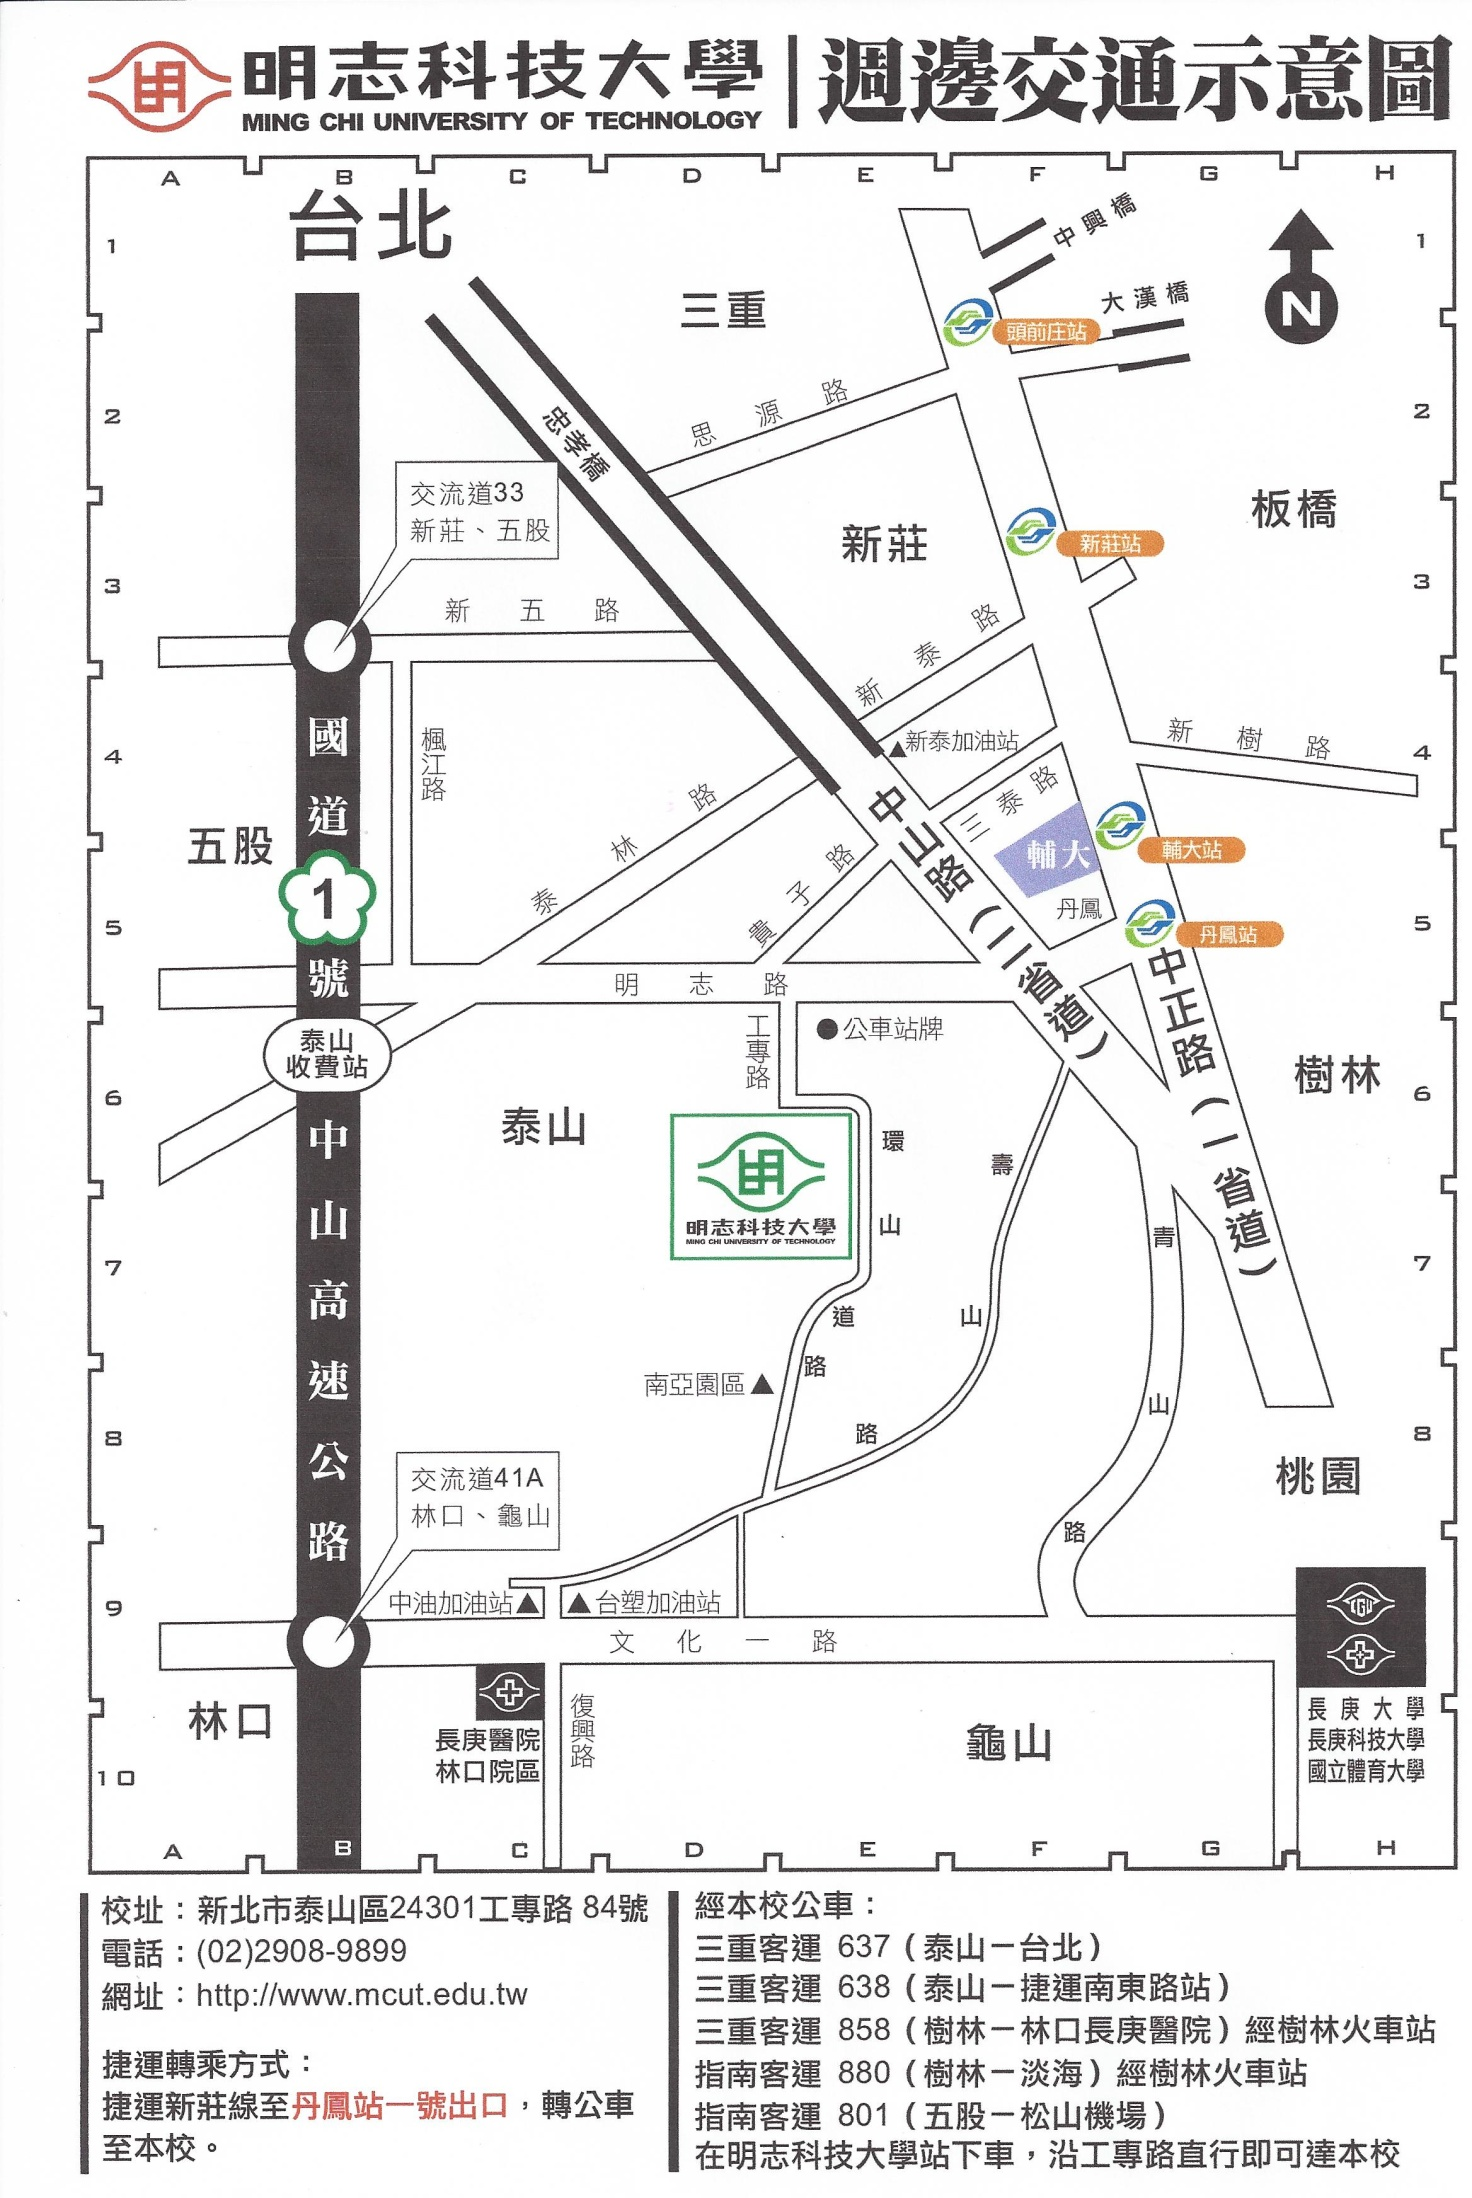 明志科技大學
MING CHI UNIVERSITY OF TECHNOLOGY
週邊交通示意圖
A B C D E F G H
1
2
3
4
5
6
7
8
9
10
台北
三重
中興橋
大漢橋
N
頭前庄站
思源路
忠孝橋
交流道33
新莊、五股
新莊
新莊站
板橋
新五路
新泰路
國道
1
號
中山高速公路
楓江路
新泰加油站
新樹路
五股
泰林路
三泰路
中山路(二省道)
輔大
輔大站
貴子路
丹鳳
丹鳳站
中正路(一省道)
明志路
泰山
收費站
工專路
公車站牌
樹林
泰山
明志科技大學
MING CHI UNIVERSITY OF TECHNOLOGY
環山道路
壽山路
青山路
南亞園區
桃園
交流道41A
林口、龜山
中油加油站
台塑加油站
文化一路
CGU
林口
長庚醫院
林口院區
復興路
龜山
長庚大學
長庚科技大學
國立體育大學
1
2
3
4
5
6
7
8
A B C D E F G H
校址：新北市泰山區24301工專路 84號
電話：(02)2908-9899
網址：http://www.mcut.edu.tw
捷運轉乘方式：
捷運新莊線至丹鳳站一號出口，轉公車
至本校。
經本校公車：
三重客運 637（泰山－台北）
三重客運 638（泰山－捷運南東路站）
三重客運 858（樹林－林口長庚醫院）經樹林火車站
指南客運 880（樹林－淡海）經樹林火車站
指南客運 801（五股－松山機場）
在明志科技大學站下車，沿工專路直行即可達本校